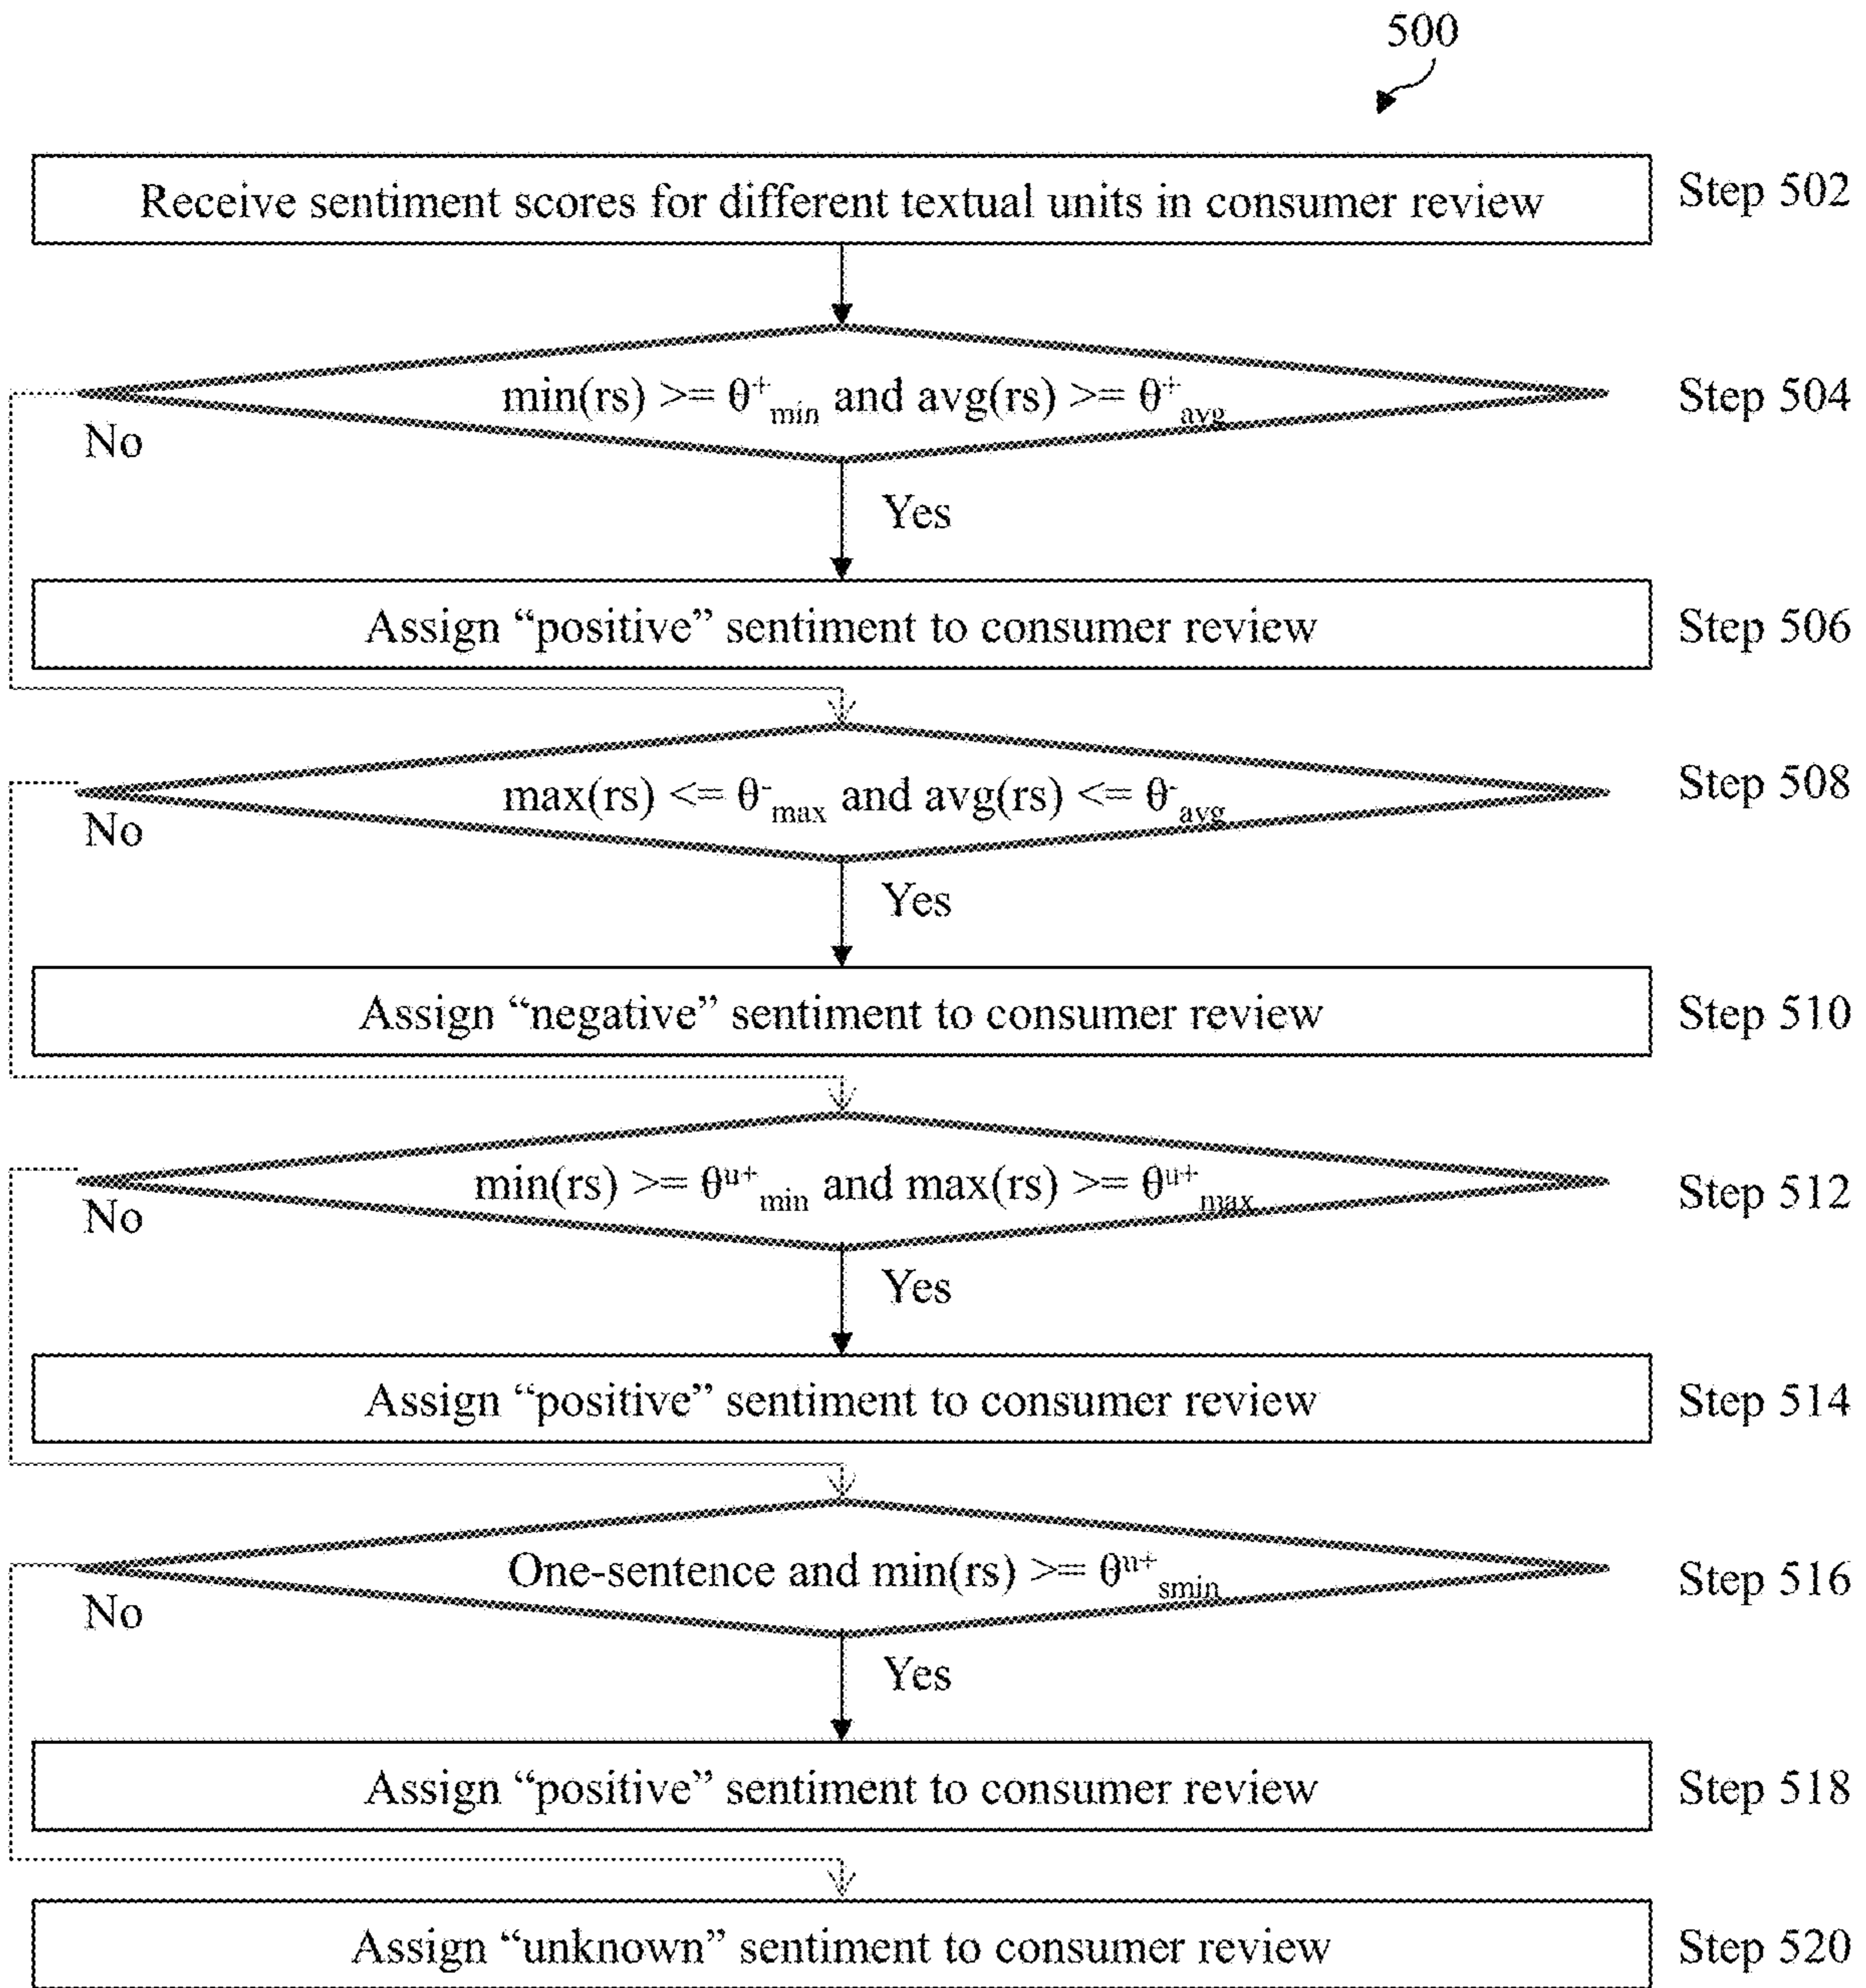 500
Receive sentiment scores for different textual units in consumer review
Step 502
min(rs) >= θ⁺min and avg(rs) >= θ⁺avg
Step 504
No
Yes
Assign “positive” sentiment to consumer review
Step 506
max(rs) <= θ⁻max and avg(rs) <= θ⁻avg
Step 508
No
Yes
Assign “negative” sentiment to consumer review
Step 510
min(rs) >= θᵘ⁺min and max(rs) >= θᵘ⁺max
Step 512
No
Yes
Assign “positive” sentiment to consumer review
Step 514
One-sentence and min(rs) >= θᵘ⁺smin
Step 516
No
Yes
Assign “positive” sentiment to consumer review
Step 518
Assign “unknown” sentiment to consumer review
Step 520